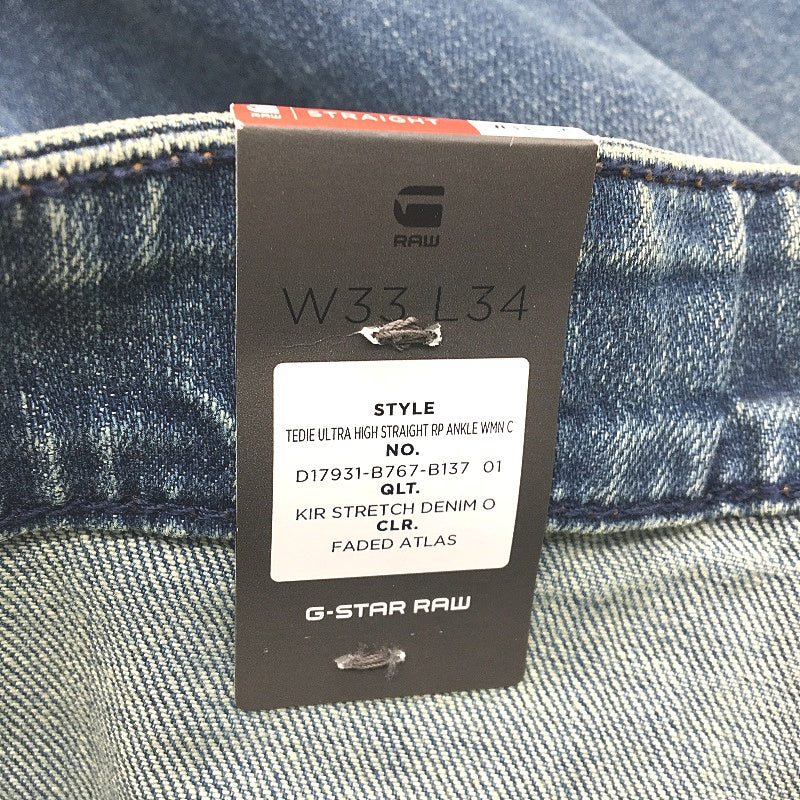 RAW | STRAIGHT
RAW
W33 L34
STYLE
TEDIE ULTRA HIGH STRAIGHT RP ANKLE WMN C
NO.
D17931-B767-B137 01
QLT.
KIR STRETCH DENIM O
CLR.
FADED ATLAS
G-STAR RAW